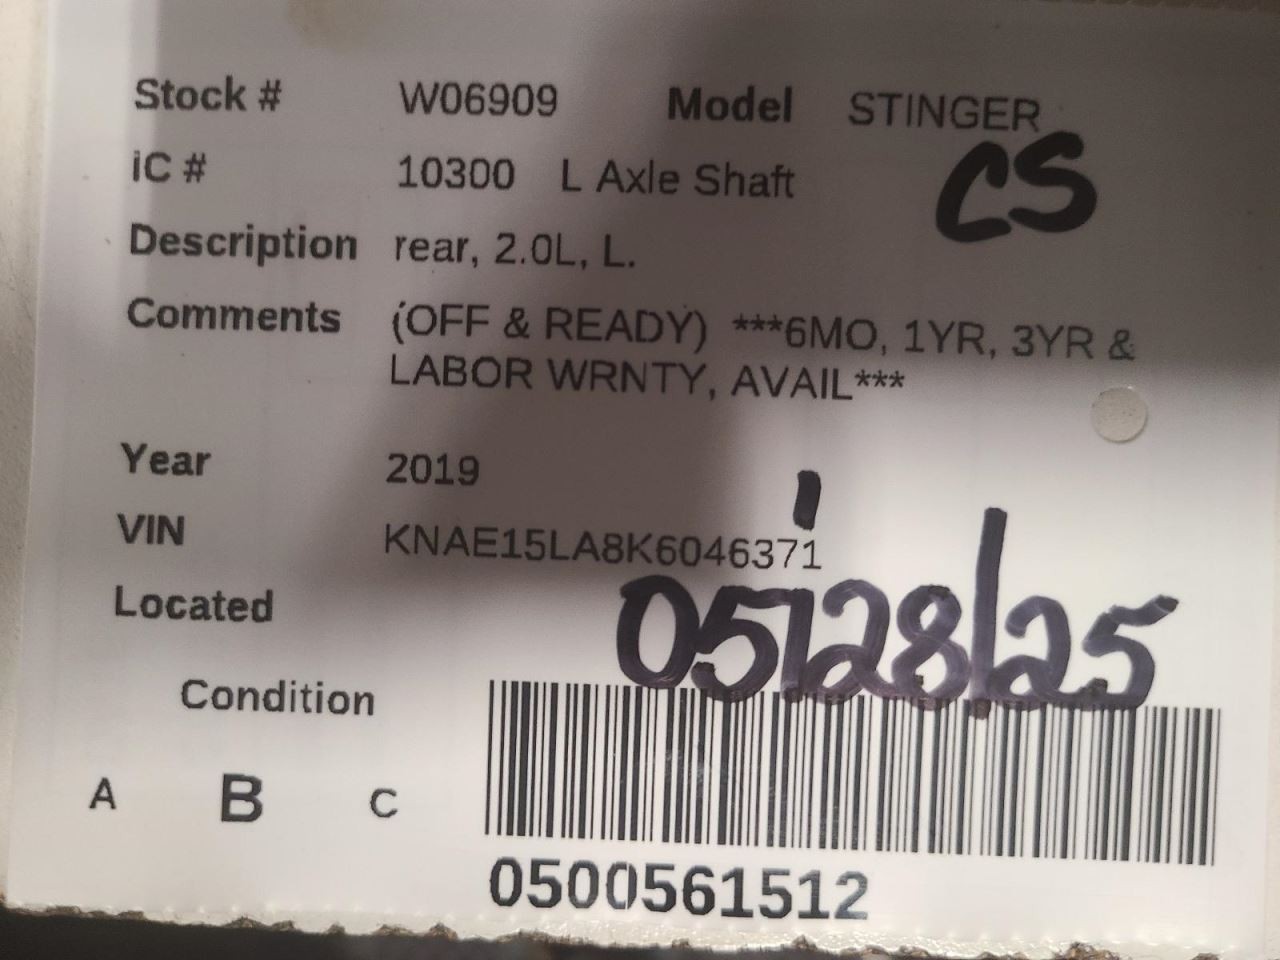 Stock # W06909 Model STINGER
CS
iC # 10300 L Axle Shaft
Description rear, 2.0L, L.
Comments (OFF & READY) ***6MO, 1YR, 3YR &
LABOR WRNTY, AVAIL***
Year 2019
VIN KNAE15LA8K6046371
Located
05/28/25
Condition
A B C
0500561512